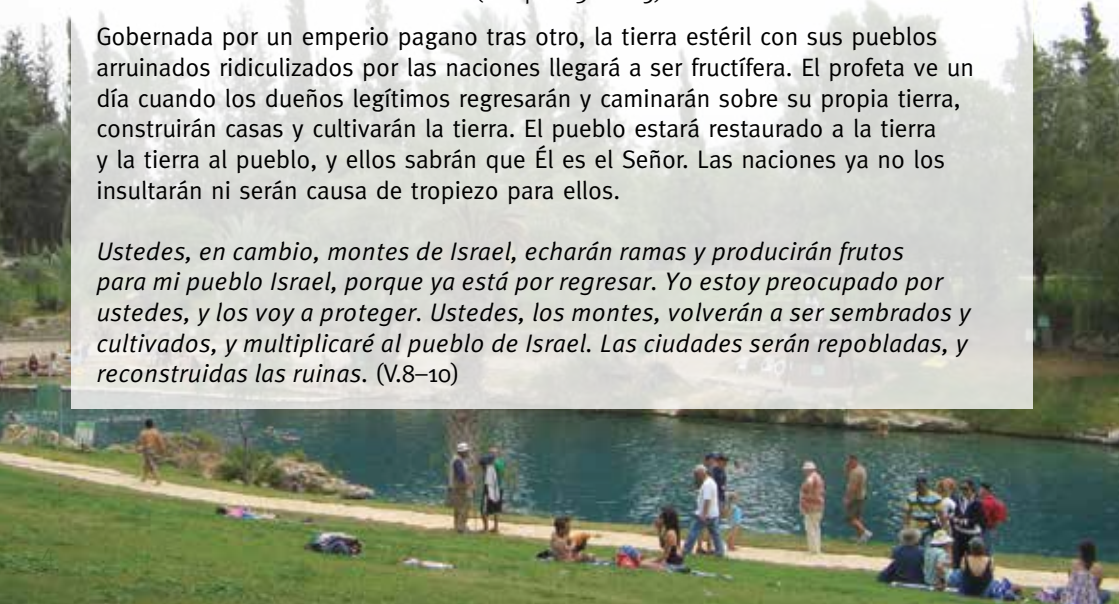 Gobernada por un emperio pagano tras otro, la tierra estéril con sus pueblos
arruinados ridiculizados por las naciones llegará a ser fructífera. El profeta ve un
día cuando los dueños legítimos regresarán y caminarán sobre su propia tierra,
construirán casas y cultivarán la tierra. El pueblo estará restaurado a la tierra
y la tierra al pueblo, y ellos sabrán que Él es el Señor. Las naciones ya no los
insultarán ni serán causa de tropiezo para ellos.
Ustedes, en cambio, montes de Israel, echarán ramas y producirán frutos
para mi pueblo Israel, porque ya está por regresar. Yo estoy preocupado por
ustedes, y los voy a proteger. Ustedes, los montes, volverán a ser sembrados y
cultivados, y multiplicaré al pueblo de Israel. Las ciudades serán repobladas, y
reconstruidas las ruinas. (V.8–10)